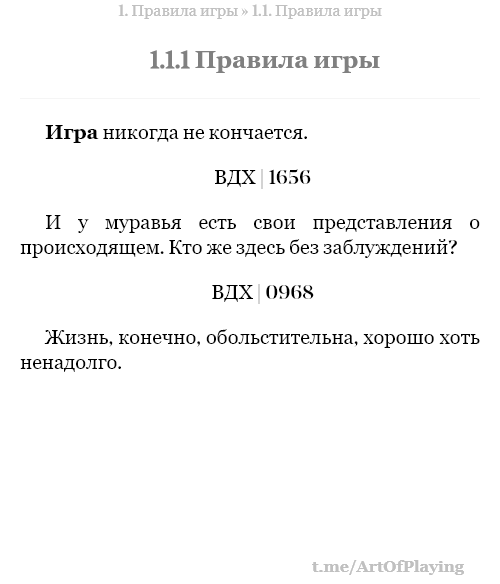 1. Правила игры » 1.1. Правила игры
1.1.1 Правила игры
Игра никогда не кончается.
ВДХ | 1656
И у муравья есть свои представления о
происходящем. Кто же здесь без заблуждений?
ВДХ | 0968
Жизнь, конечно, обольстительна, хорошо хоть
ненадолго.
t.me/ArtOfPlaying